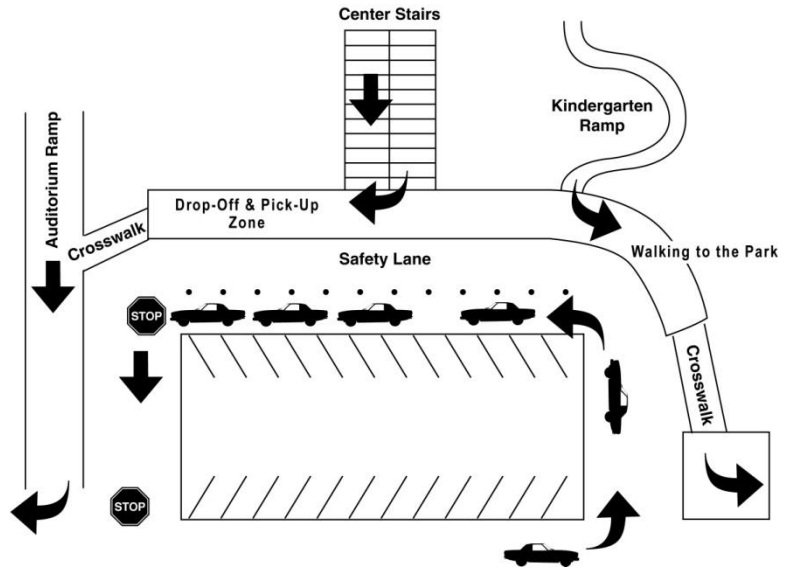 Center Stairs
Kindergarten
Ramp
Auditorium Ramp
Crosswalk
Drop-Off & Pick-Up
Zone
Walking to the Park
Safety Lane
STOP
Crosswalk
STOP